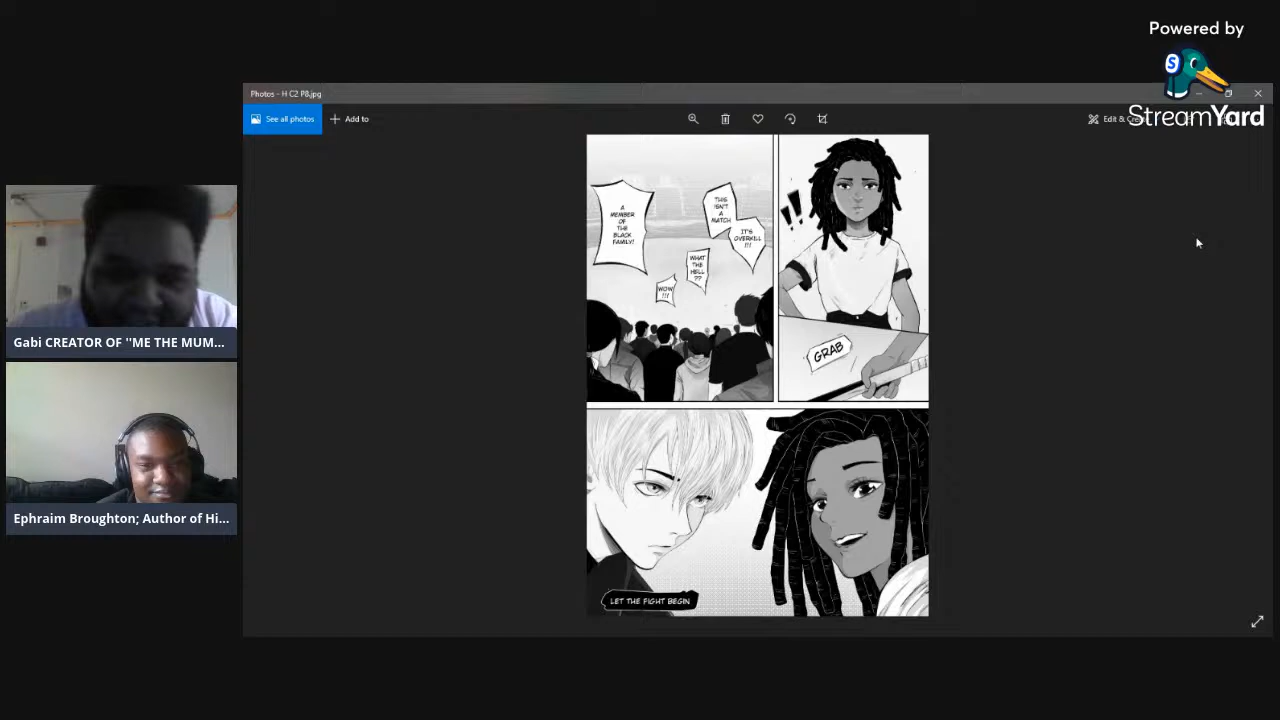 Powered by
StreamYard
Photos - H C2 P8.jpg
See all photos
Add to
Edit &
A
MEMBER
OF
THE
BLACK
FAMILY!
THIS
ISN'T
A
MATCH
IT'S
OVERKILL
!!!
WHAT
THE
HELL
??
WOW
!!!
!!
GRAB
LET THE FIGHT BEGIN
Gabi CREATOR OF "ME THE MUM...
Ephraim Broughton; Author of Hi...